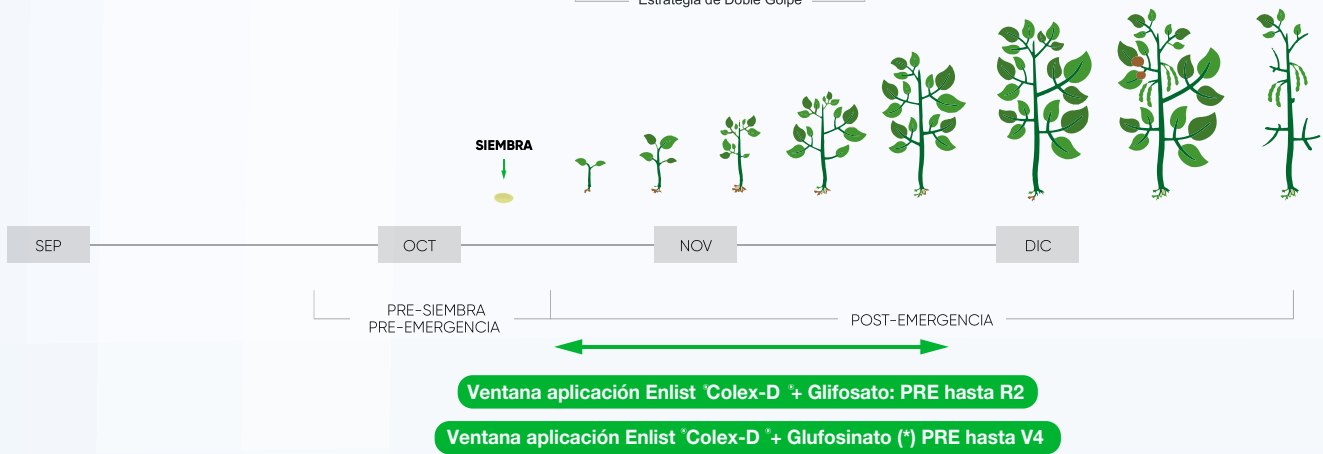 Estrategia de Doble Golpe
SIEMBRA
SEP
OCT
NOV
DIC
PRE-SIEMBRA
PRE-EMERGENCIA
POST-EMERGENCIA
Ventana aplicación Enlist ®Colex-D ®+ Glifosato: PRE hasta R2
Ventana aplicación Enlist ®Colex-D ®+ Glufosinato (*) PRE hasta V4